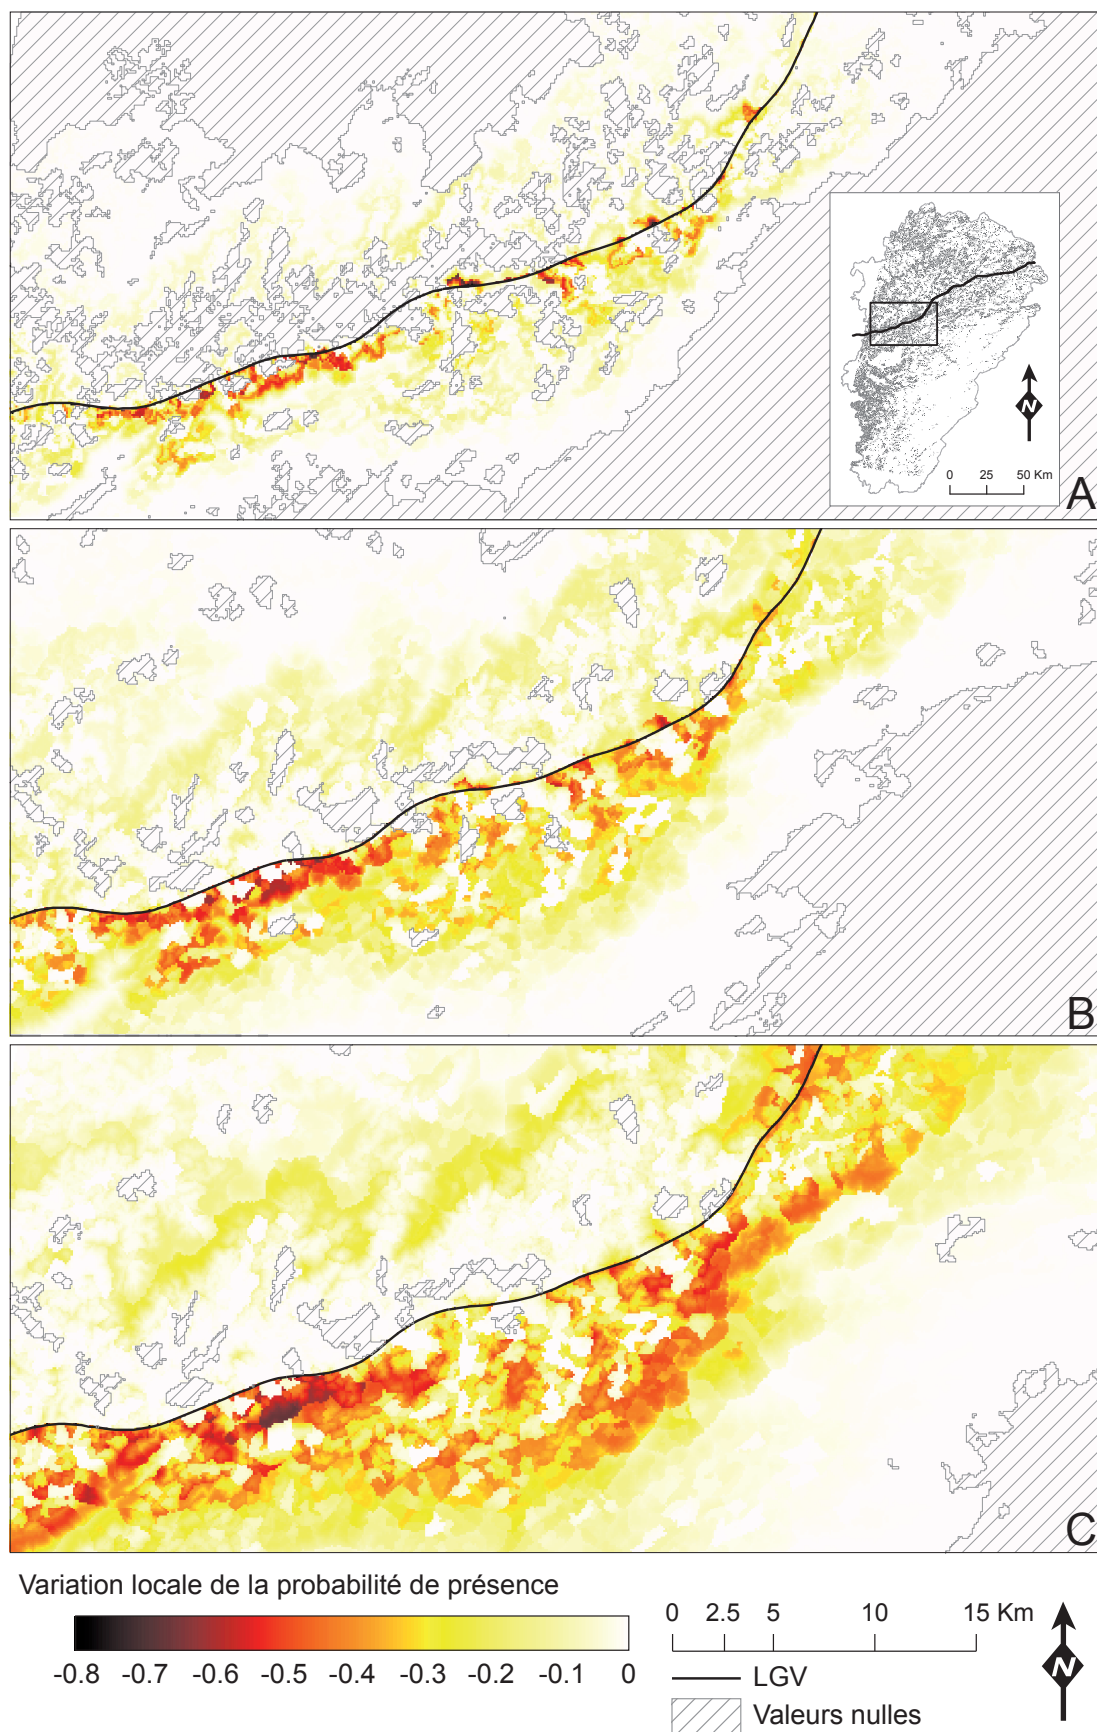 N
0 25 50 Km
A
B
C
Variation locale de la probabilité de présence
-0.8 -0.7 -0.6 -0.5 -0.4 -0.3 -0.2 -0.1 0
0 2.5 5 10 15 Km
LGV
Valeurs nulles
N